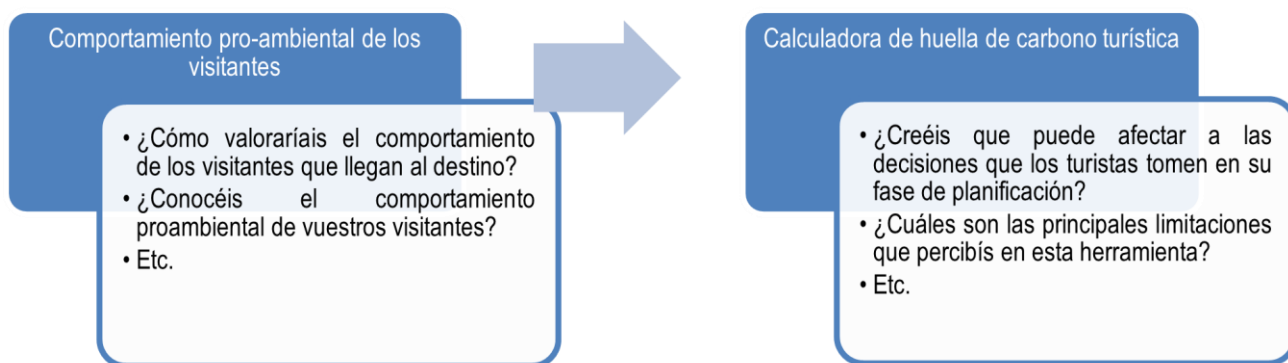 Comportamiento pro-ambiental de los
visitantes
• ¿Cómo valoraríais el comportamiento
de los visitantes que llegan al destino?
• ¿Conocéis el comportamiento
proambiental de vuestros visitantes?
• Etc.
Calculadora de huella de carbono turística
• ¿Creéis que puede afectar a las
decisiones que los turistas tomen en su
fase de planificación?
• ¿Cuáles son las principales limitaciones
que percibís en esta herramienta?
• Etc.